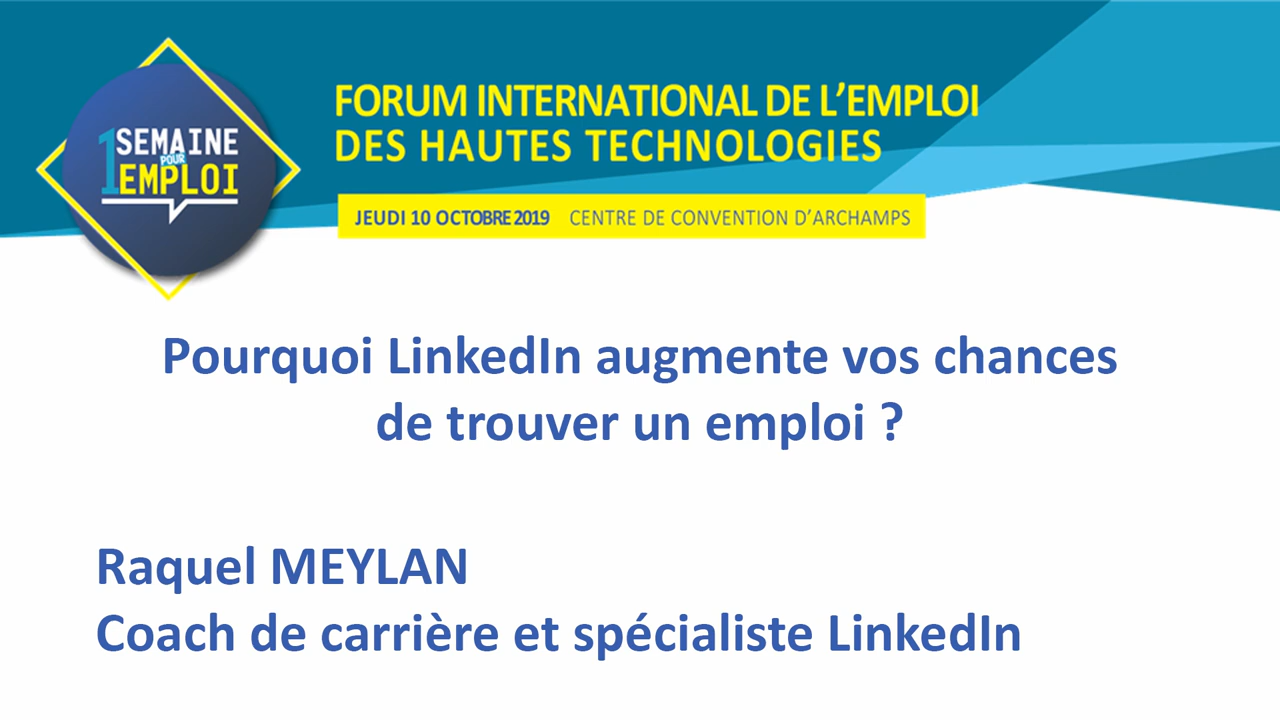 1 SEMAINE
POUR
EMPLOI
FORUM INTERNATIONAL DE L'EMPLOI
DES HAUTES TECHNOLOGIES
JEUDI 10 OCTOBRE 2019 CENTRE DE CONVENTION D'ARCHAMPS
Pourquoi LinkedIn augmente vos chances
de trouver un emploi ?
Raquel MEYLAN
Coach de carrière et spécialiste LinkedIn